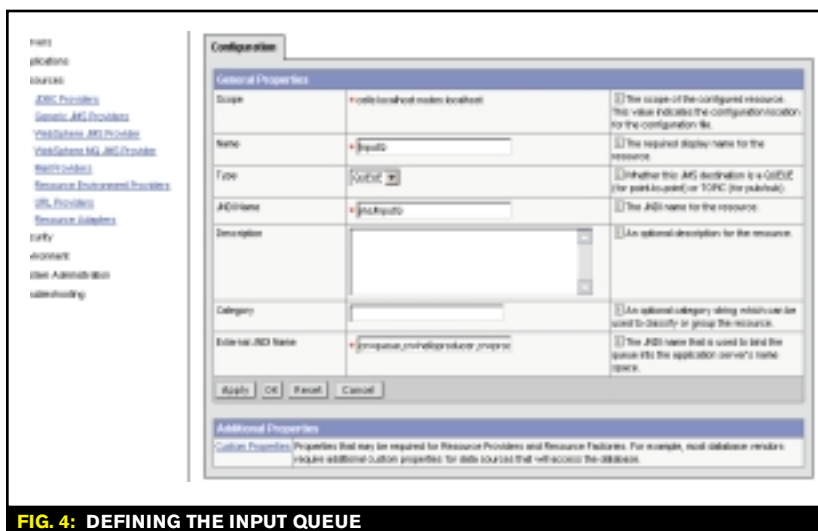 Configuration
General Properties
Scope
cells:localhost:nodes:localhost
The scope of the configured resource.
This value indicates the configuration location
for the configuration file.
Name
InputQ
The required display name for the
resource.
Type
QUEUE
Whether this JMS destination is a QUEUE
(for point-to-point) or TOPIC (for pub/sub).
JNDI Name
jms/InputQ
The JNDI name for the resource.
Description
An optional description for the resource.
Category
An optional category string which can be
used to classify or group the resource.
External JNDI Name
The JNDI name that is used to bind the
queue into the application server's name
space.
Apply OK Reset Cancel
Additional Properties
Custom Properties Properties that may be required for Resource Providers and Resource Factories. For example, most database vendors
require additional custom properties for data sources that will access the database.
JDBC Providers
Generic JMS Providers
WebSphere JMS Provider
WebSphere MQ JMS Provider
Mail Providers
Resource Environment Providers
URL Providers
Resource Adapters
FIG. 4: DEFINING THE INPUT QUEUE